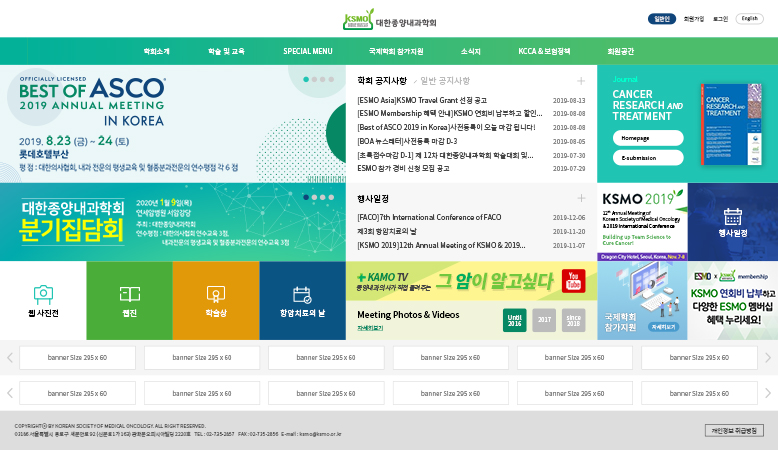 KSMO 대한종양내과학회
일반인 회원가입 로그인 English
학회소개 학술 및 교육 SPECIAL MENU 국제학회 참가지원 소식지 KCCA & 보험정책 회원공간
OFFICIALLY LICENSED
BEST OF ASCO
2019 ANNUAL MEETING
IN KOREA
2019. 8.23 (금) ~ 24 (토)
롯데호텔부산
평 점 : 대한의사협회, 내과 전문의 평생교육 및 혈종분과전문의 연수평점 각 6 점
학회 공지사항 일반 공지사항
[ESMO Asia]KSMO Travel Grant 선정 공고 2019-08-13
[ESMO Membership 혜택 안내]KSMO 연회비 납부하고 할인... 2019-08-08
[Best of ASCO 2019 in Korea]사전등록이 오늘 마감 됩니다! 2019-08-08
[BOA 뉴스레터]사전등록 마감 D-3 2019-08-05
[초록접수마감 D-1] 제 12차 대한종양내과학회 학술대회 및... 2019-07-30
ESMO 참가 경비 선정 모집 공고 2019-07-29
Journal
CANCER
RESEARCH AND
TREATMENT
Homepage
E-submission
CANCER
RESEARCH AND
TREATMENT
대한종양내과학회
분기집담회
2020년 1월 9일(목)
연세암병원 서암강당
주최 : 대한종양내과학회
연수평점 : 대한의사협회 연수교육 3점,
내과전문의 평생교육 및 혈종분과전문의 연수교육 3점
행사일정
[FACO]7th International Conference of FACO 2019-12-06
제3회 항암치료의 날 2019-11-20
[KSMO 2019]12th Annual Meeting of KSMO & 2019... 2019-11-07
KSMO 2019
12th Annual Meeting of
Korean Society of Medical Oncology
& 2019 International Conference
Building up Team Science to
Cure Cancer!
Dragon City Hotel, Seoul, Korea, Nov. 7-8
행사일정
웹 사진전
웹진
학술상
항암치료의 날
+ KAMO TV
종양내과 의사가 직접 들려주는
그 암이 알고싶다
You Tube
Meeting Photos & Videos
자세히보기
Until 2016
2017
since 2018
국제학회
참가지원
자세히보기
ESMO x KSMO
KSMO 연회비 납부하고
다양한 ESMO 멤버십
혜택 누리세요!
banner Size 295 x 60 banner Size 295 x 60 banner Size 295 x 60 banner Size 295 x 60 banner Size 295 x 60 banner Size 295 x 60
banner Size 295 x 60 banner Size 295 x 60 banner Size 295 x 60 banner Size 295 x 60 banner Size 295 x 60 banner Size 295 x 60
COPYRIGHTⓒ BY KOREAN SOCIETY OF MEDICAL ONCOLOGY. ALL RIGHT RESERVED.
03186 서울특별시 종로구 새문안로 92 (신문로1가 163) 광화문오피시아빌딩 2220호 TEL : 02-735-2857 FAX : 02-735-2856 E-mail : ksmo@ksmo.or.kr
개인정보 취급방침